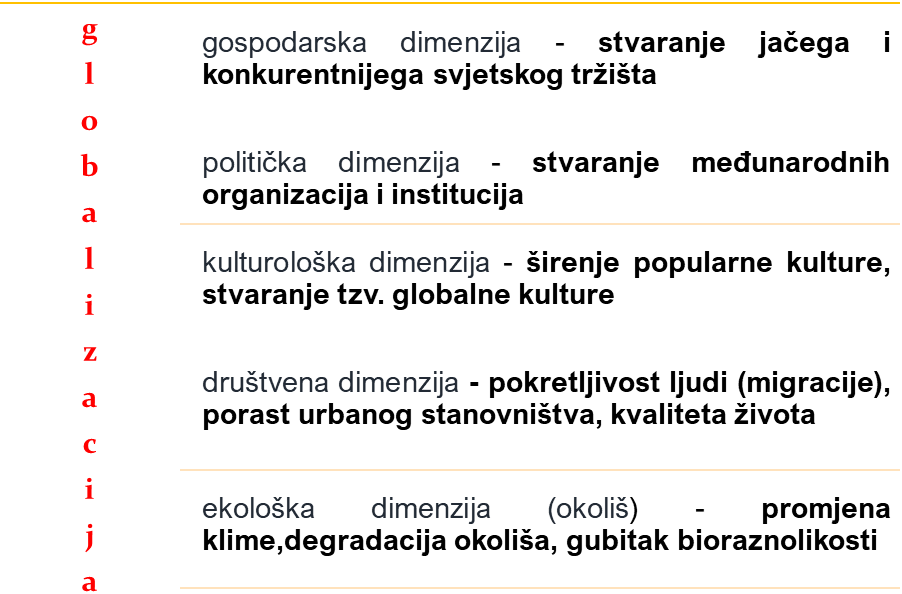 g
l
o
b
a
l
i
z
a
c
i
j
a
gospodarska dimenzija - stvaranje jačega i
konkurentnijega svjetskog tržišta
politička dimenzija - stvaranje međunarodnih
organizacija i institucija
kulturološka dimenzija - širenje popularne kulture,
stvaranje tzv. globalne kulture
društvena dimenzija - pokretljivost ljudi (migracije),
porast urbanog stanovništva, kvaliteta života
ekološka dimenzija (okoliš) - promjena
klime,degradacija okoliša, gubitak bioraznolikosti